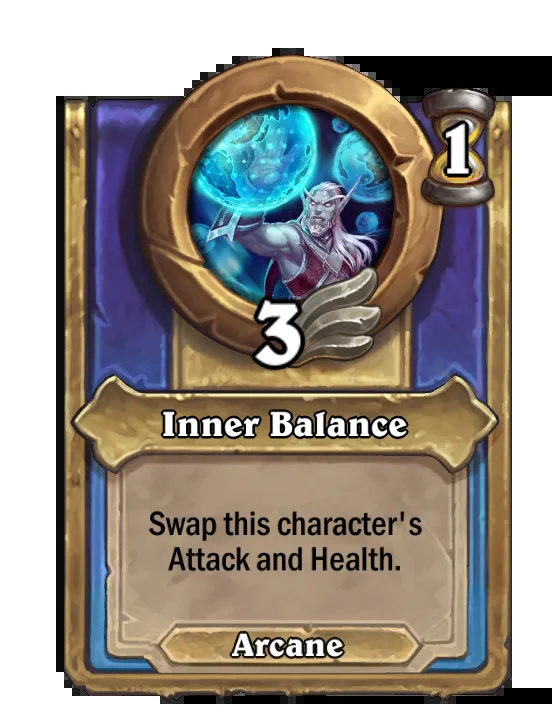 1
3
Inner Balance
Swap this character's
Attack and Health.
Arcane